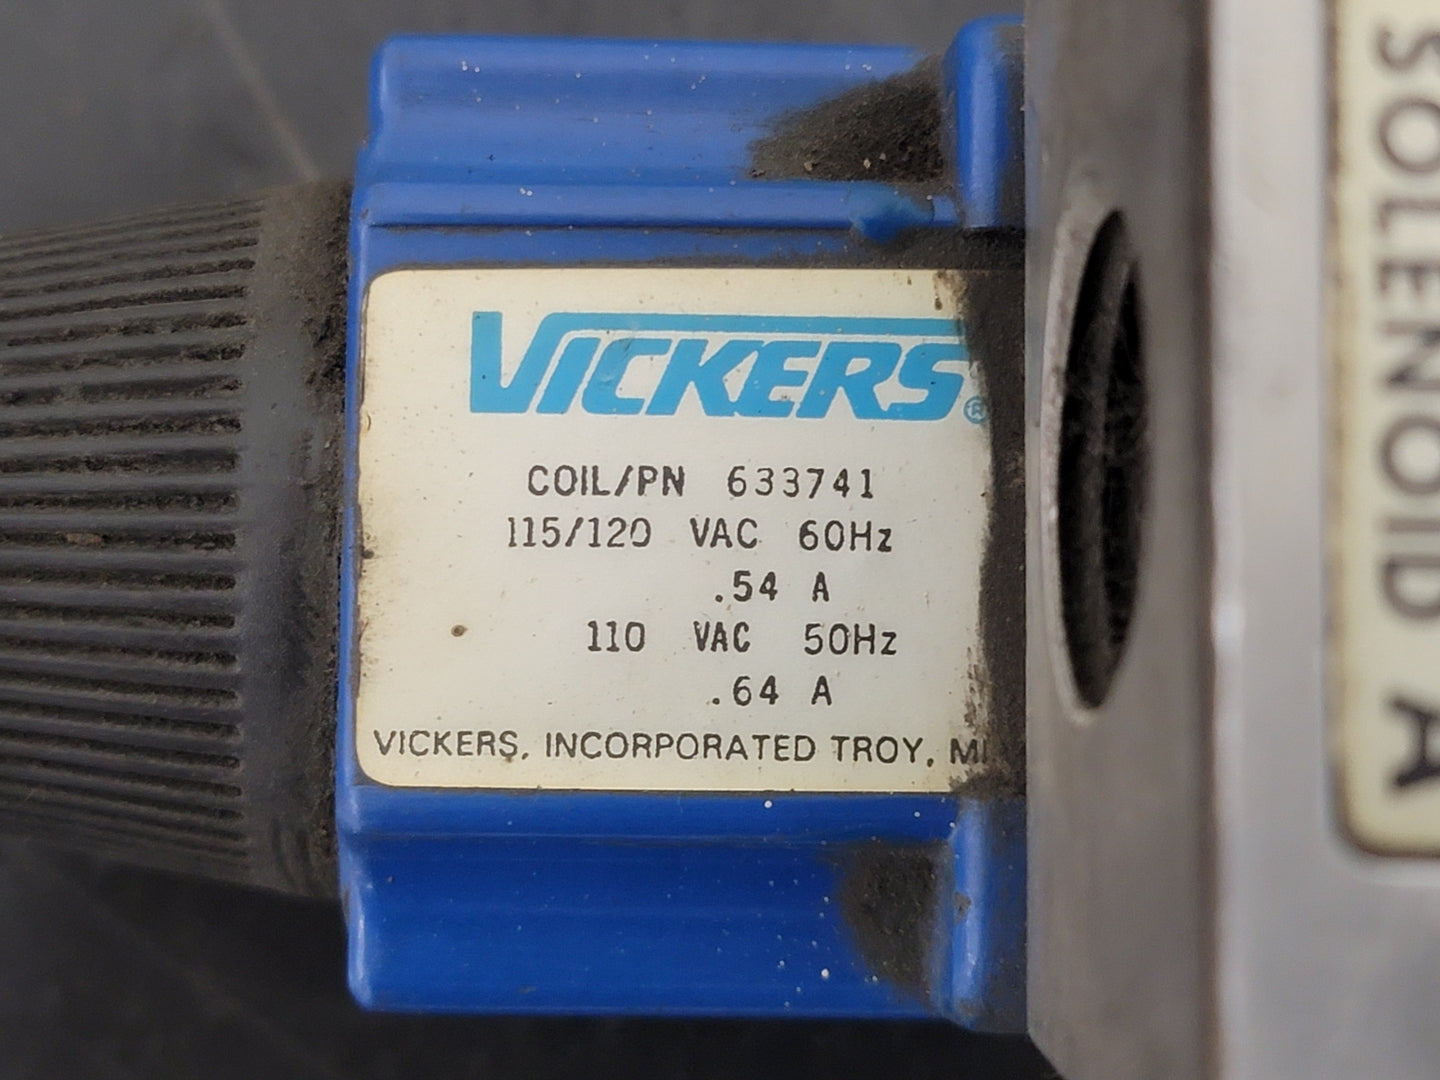 VICKERS®
COIL/PN 633741
115/120 VAC 60Hz
.54 A
110 VAC 50Hz
.64 A
VICKERS, INCORPORATED TROY, MI
SOLENOID A